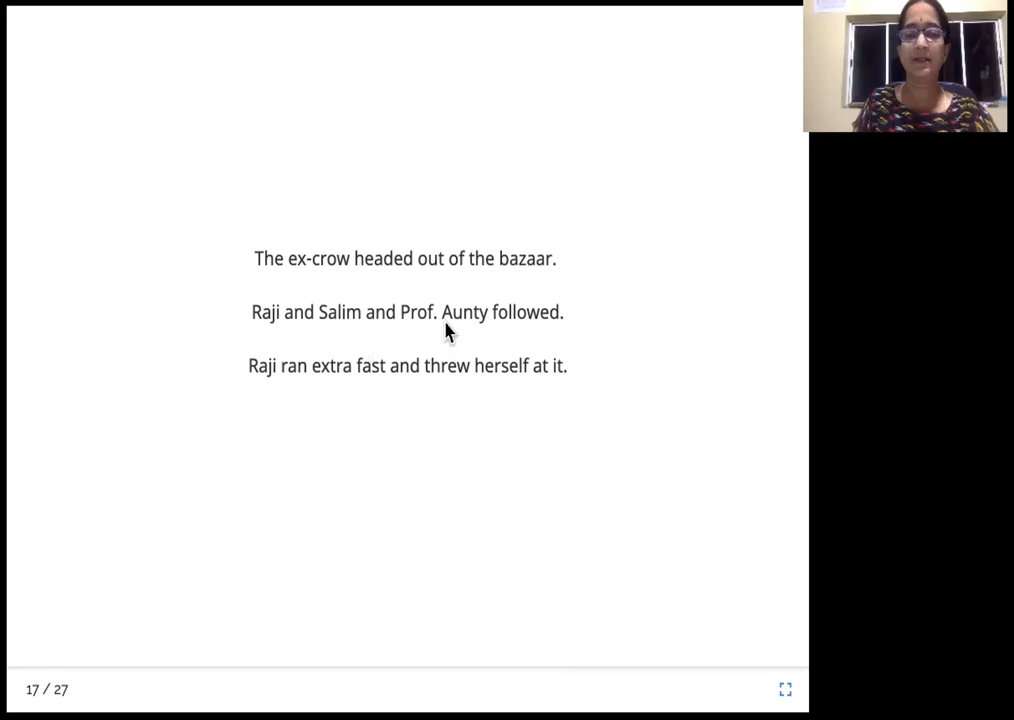 The ex-crow headed out of the bazaar.
Raji and Salim and Prof. Aunty followed.
Raji ran extra fast and threw herself at it.
17 / 27